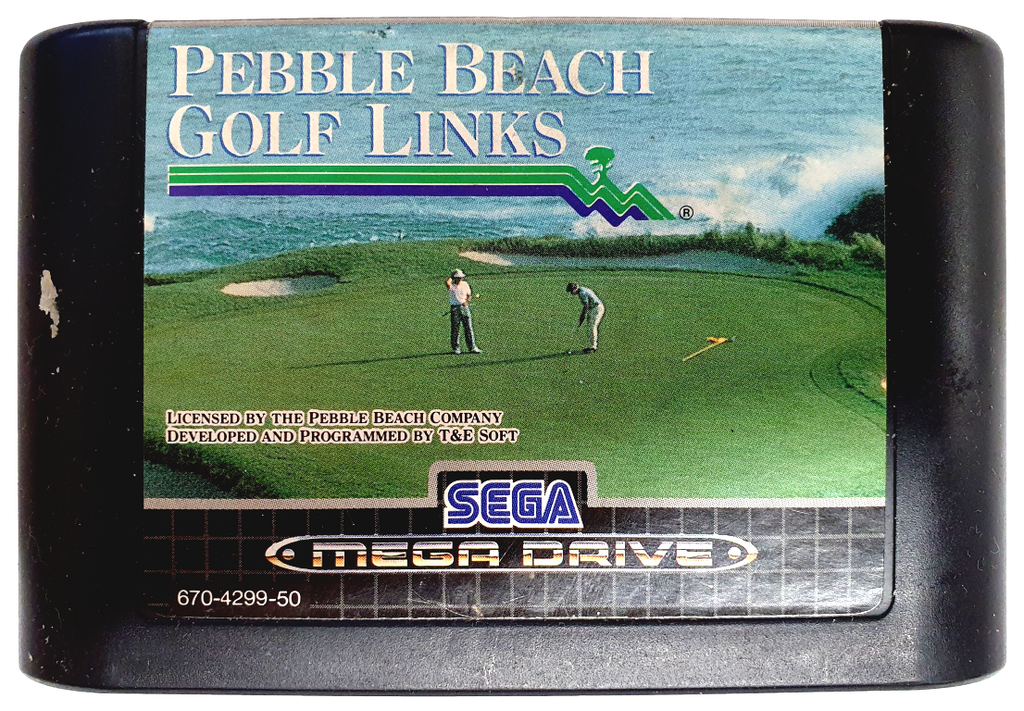 PEBBLE BEACH
GOLF LINKS
®
LICENSED BY THE PEBBLE BEACH COMPANY
DEVELOPED AND PROGRAMMED BY T&E SOFT
SEGA
MEGA DRIVE
670-4299-50